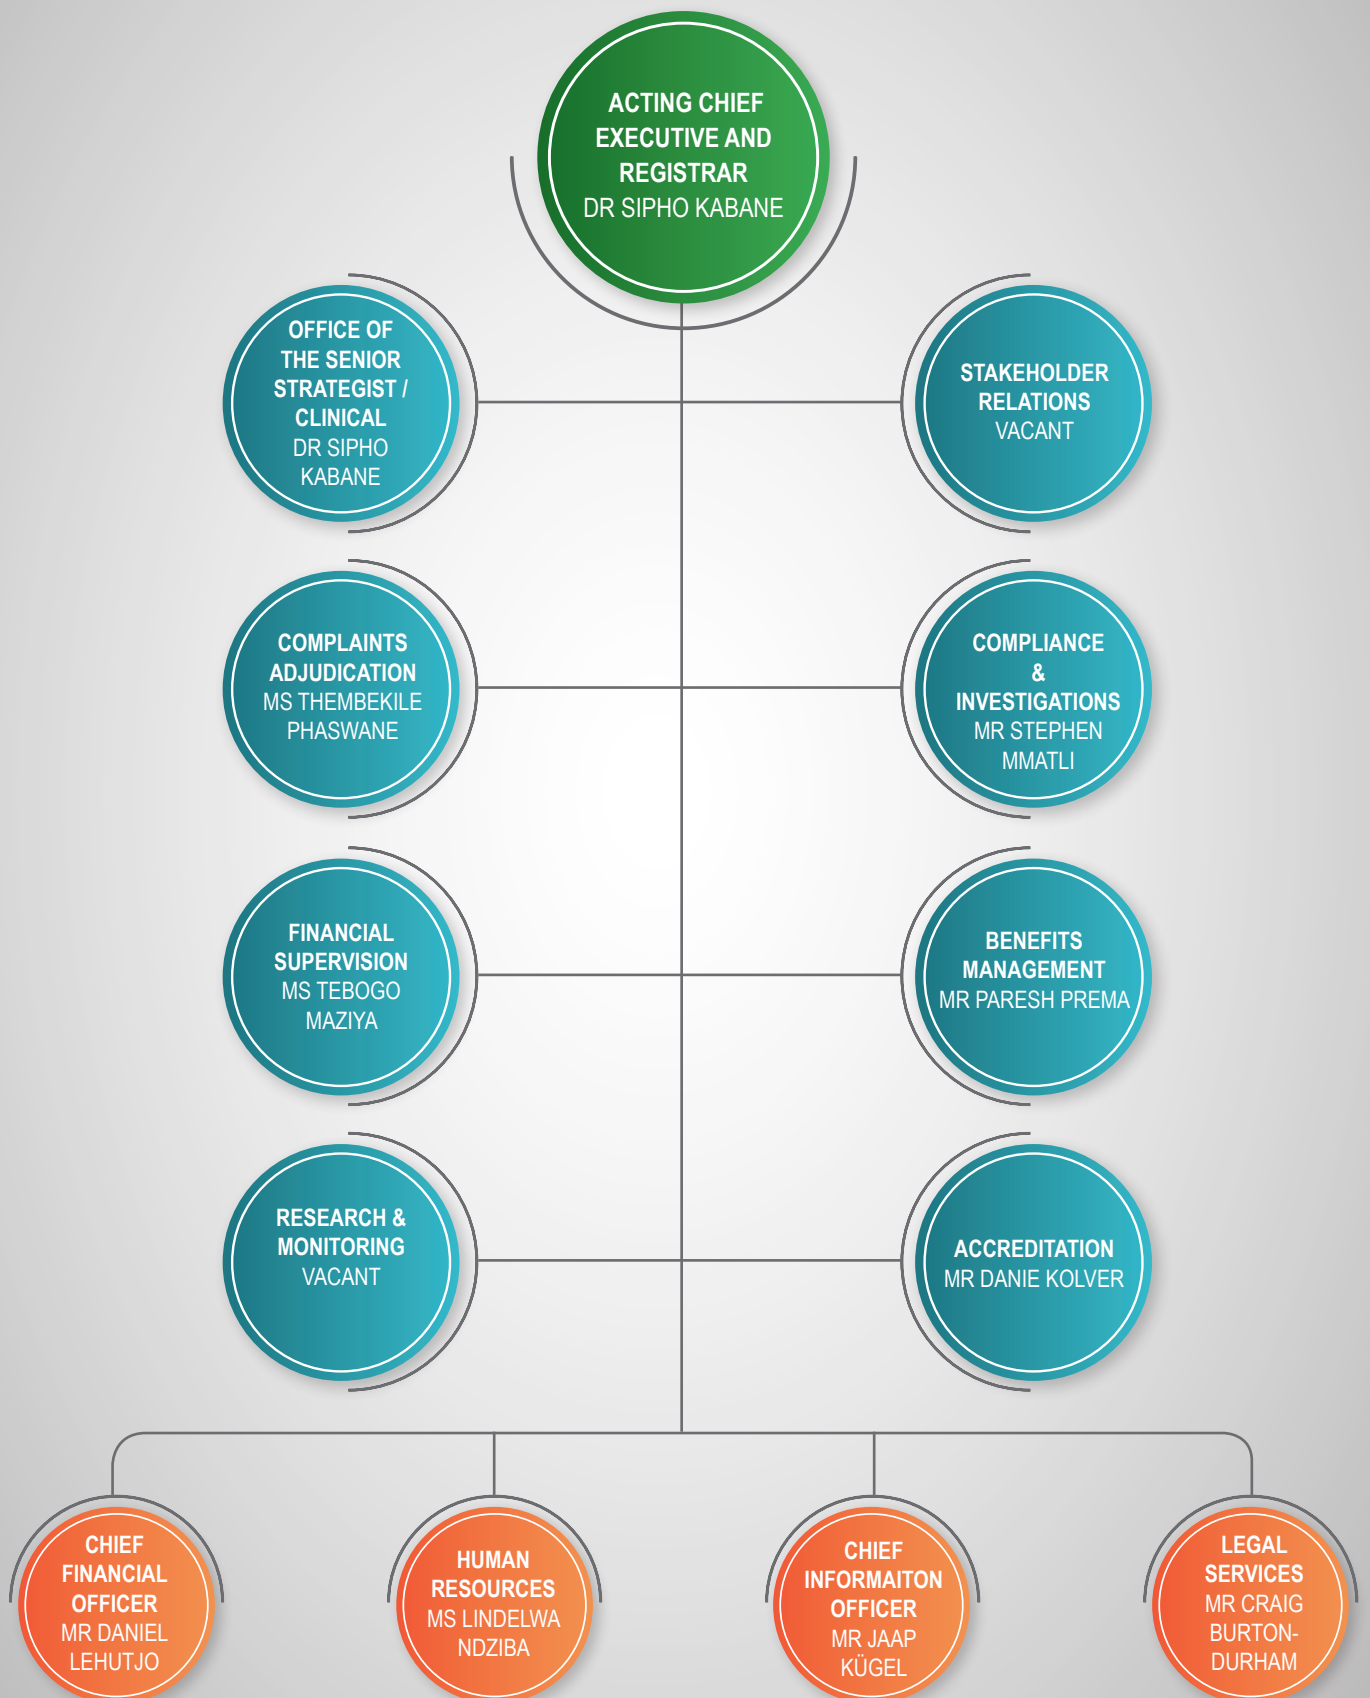 ACTING CHIEF
EXECUTIVE AND
REGISTRAR
DR SIPHO KABANE
OFFICE OF
THE SENIOR
STRATEGIST /
CLINICAL
DR SIPHO
KABANE
STAKEHOLDER
RELATIONS
VACANT
COMPLAINTS
ADJUDICATION
MS THEMBEKILE
PHASWANE
COMPLIANCE
&
INVESTIGATIONS
MR STEPHEN
MMATLI
FINANCIAL
SUPERVISION
MS TEBOGO
MAZIYA
BENEFITS
MANAGEMENT
MR PARESH PREMA
RESEARCH &
MONITORING
VACANT
ACCREDITATION
MR DANIE KOLVER
CHIEF
FINANCIAL
OFFICER
MR DANIEL
LEHUTJO
HUMAN
RESOURCES
MS LINDELWA
NDZIBA
CHIEF
INFORMAITON
OFFICER
MR JAAP
KÜGEL
LEGAL
SERVICES
MR CRAIG
BURTON-
DURHAM